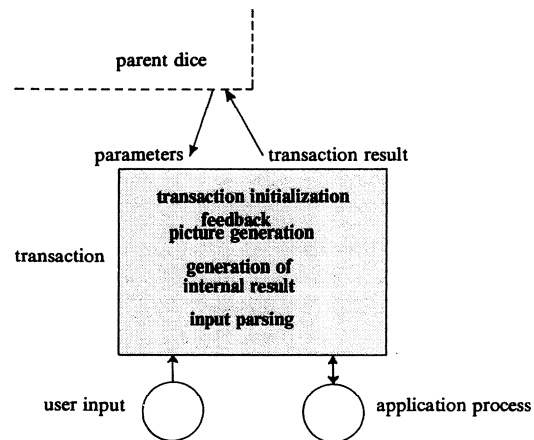 parent dice
parameters
transaction result
transaction initialization
feedback
picture generation
transaction
generation of
internal result
input parsing
user input
application process